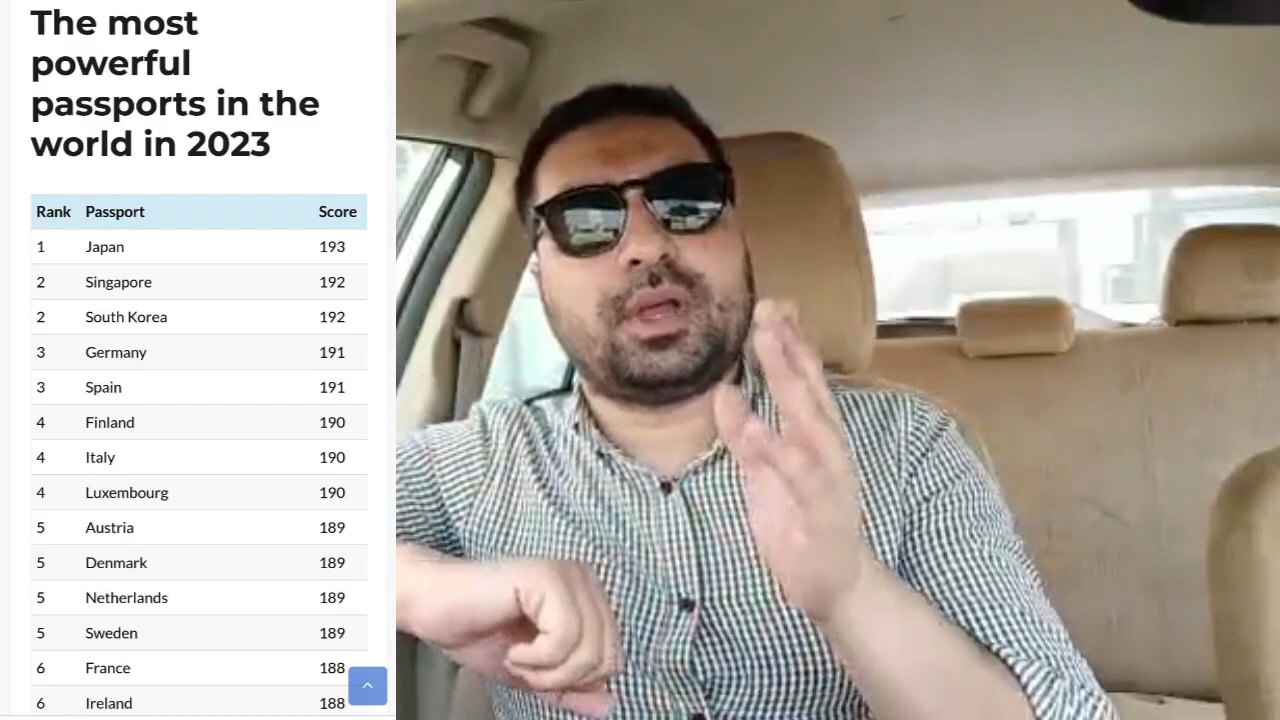 The most
powerful
passports in the
world in 2023
Rank Passport Score
1 Japan 193
2 Singapore 192
2 South Korea 192
3 Germany 191
3 Spain 191
4 Finland 190
4 Italy 190
4 Luxembourg 190
5 Austria 189
5 Denmark 189
5 Netherlands 189
5 Sweden 189
6 France 188
6 Ireland 188